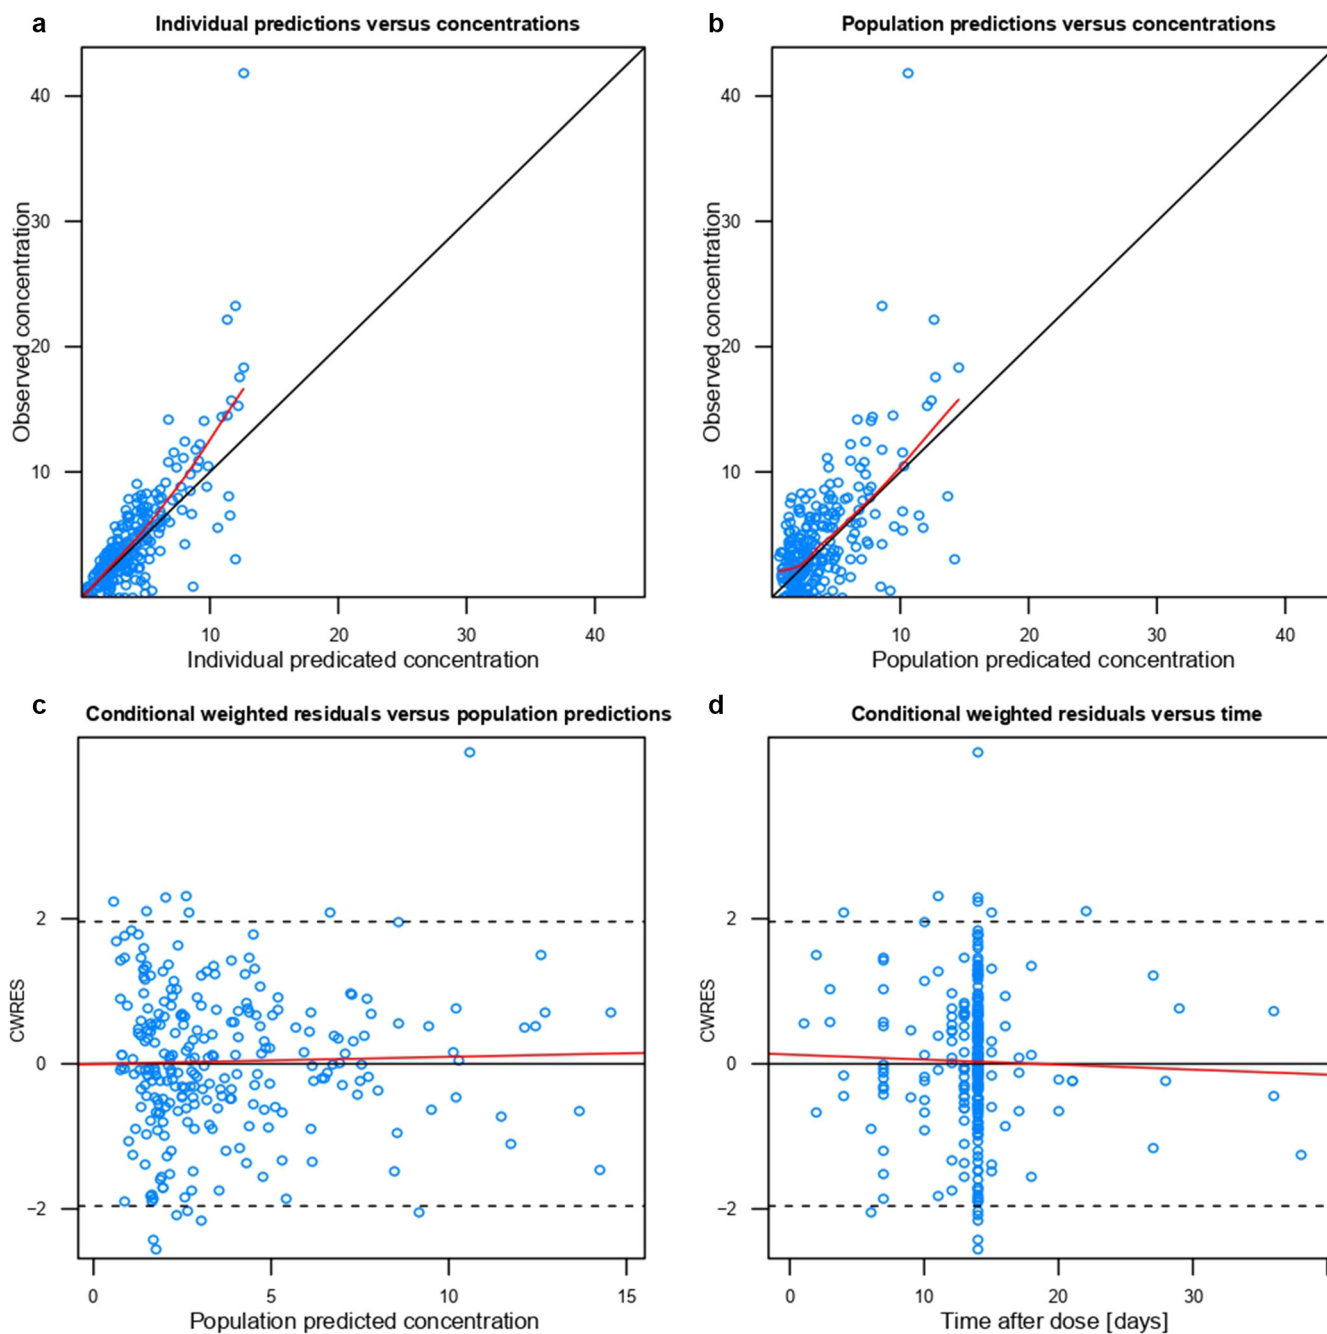 a
Individual predictions versus concentrations
40
30
20
10
Observed concentration
10 20 30 40
Individual predicated concentration
b
Population predictions versus concentrations
40
30
20
10
Observed concentration
10 20 30 40
Population predicated concentration
c
Conditional weighted residuals versus population predictions
2
0
−2
CWRES
0 5 10 15
Population predicted concentration
d
Conditional weighted residuals versus time
2
0
−2
CWRES
0 10 20 30
Time after dose [days]